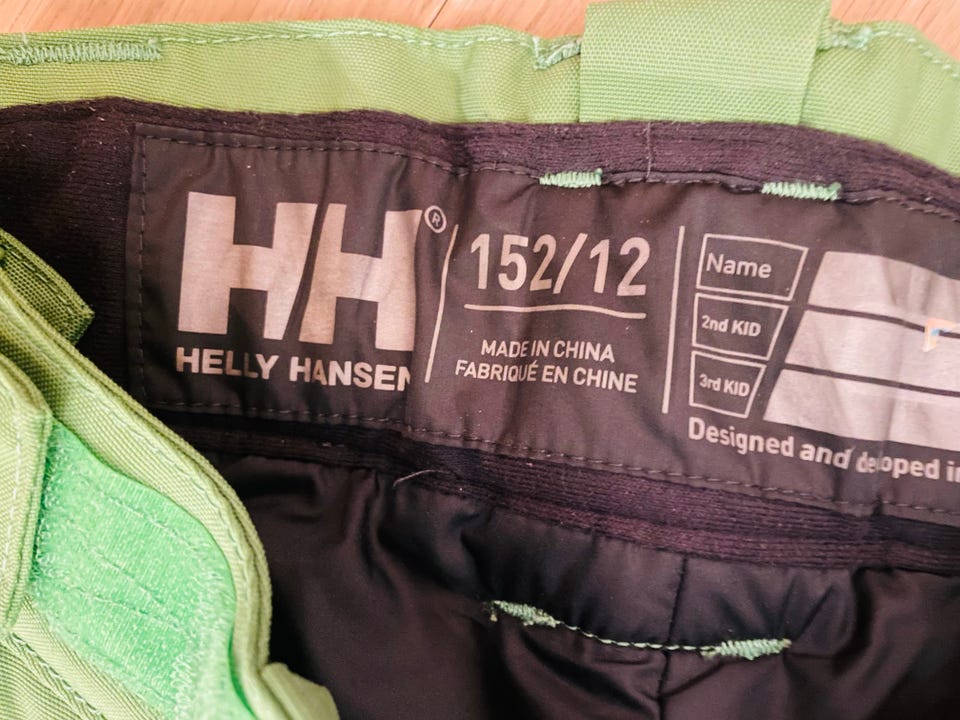 HH®
HELLY HANSEN
152/12
MADE IN CHINA
FABRIQUÉ EN CHINE
Name
2nd KID
3rd KID
Designed and